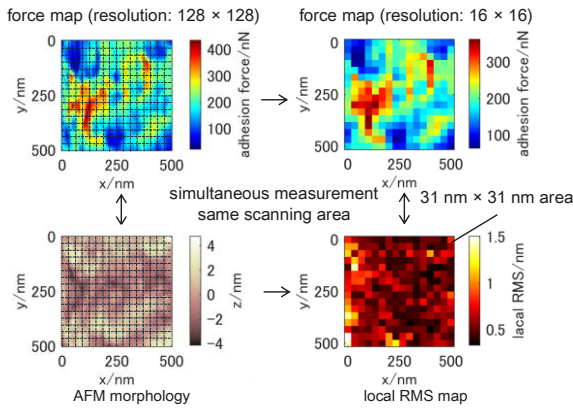 force map (resolution: 128 × 128)
force map (resolution: 16 × 16)
0
250
500
y/nm
0
250
500
x/nm
400
300
200
100
adhesion force/nN
0
250
500
y/nm
0
250
500
x/nm
400
300
200
100
adhesion force/nN
simultaneous measurement
same scanning area
31 nm × 31 nm area
0
250
500
y/nm
0
250
500
x/nm
4
2
0
−2
−4
z/nm
AFM morphology
0
250
500
y/nm
0
250
500
x/nm
1.5
1.0
0.5
lacal RMS/nm
local RMS map